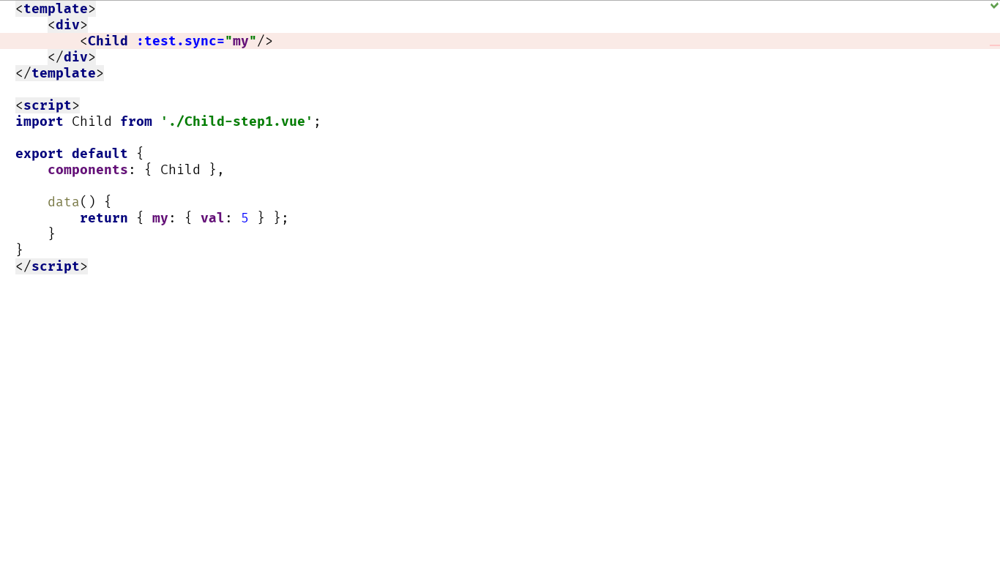 <template>
    <div>
        <Child :test.sync="my"/>
    </div>
</template>

<script>
import Child from './Child-step1.vue';

export default {
    components: { Child },

    data() {
        return { my: { val: 5 } };
    }
}
</script>